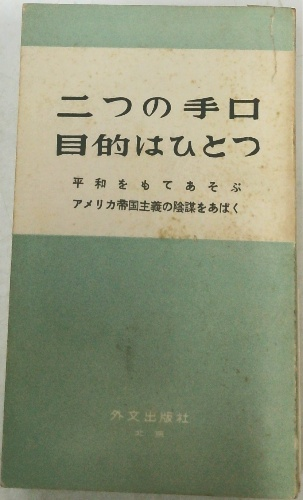 二つの手口
目的はひとつ
平和をもてあそぶ
アメリカ帝国主義の陰謀をあばく
外文出版社
北京